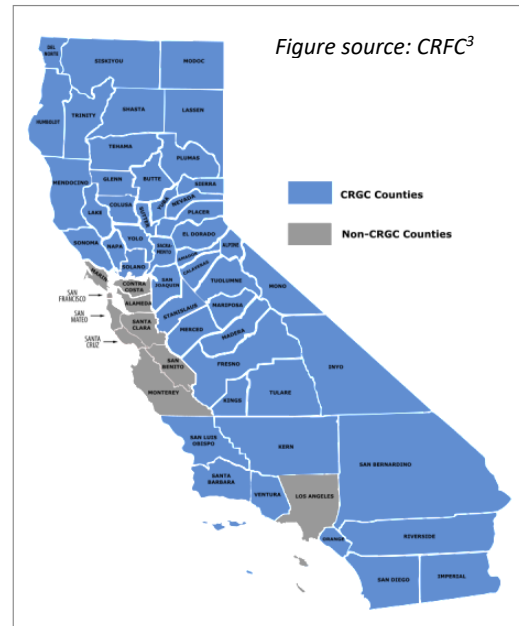 Figure source: CRFC3
DEL
NORTE
SISKIYOU
MODOC
HUMBOLDT
TRINITY
SHASTA
LASSEN
TEHAMA
PLUMAS
MENDOCINO
GLENN
BUTTE
SIERRA
COLUSA
SUTTER
YUBA
NEVADA
PLACER
LAKE
EL DORADO
SONOMA
NAPA
YOLO
SACRA-
MENTO
ALPINE
AMADOR
SOLANO
CALAVERAS
MARIN
CONTRA
COSTA
SAN
JOAQUIN
TUOLUMNE
MONO
SAN
FRANCISCO
ALAMEDA
SAN
MATEO
SANTA
CLARA
STANISLAUS
MARIPOSA
SANTA
CRUZ
MERCED
MADERA
SAN
BENITO
FRESNO
INYO
MONTEREY
KINGS
TULARE
SAN LUIS
OBISPO
KERN
SAN BERNARDINO
SANTA
BARBARA
VENTURA
LOS ANGELES
ORANGE
RIVERSIDE
SAN DIEGO
IMPERIAL
CRGC Counties
Non-CRGC Counties